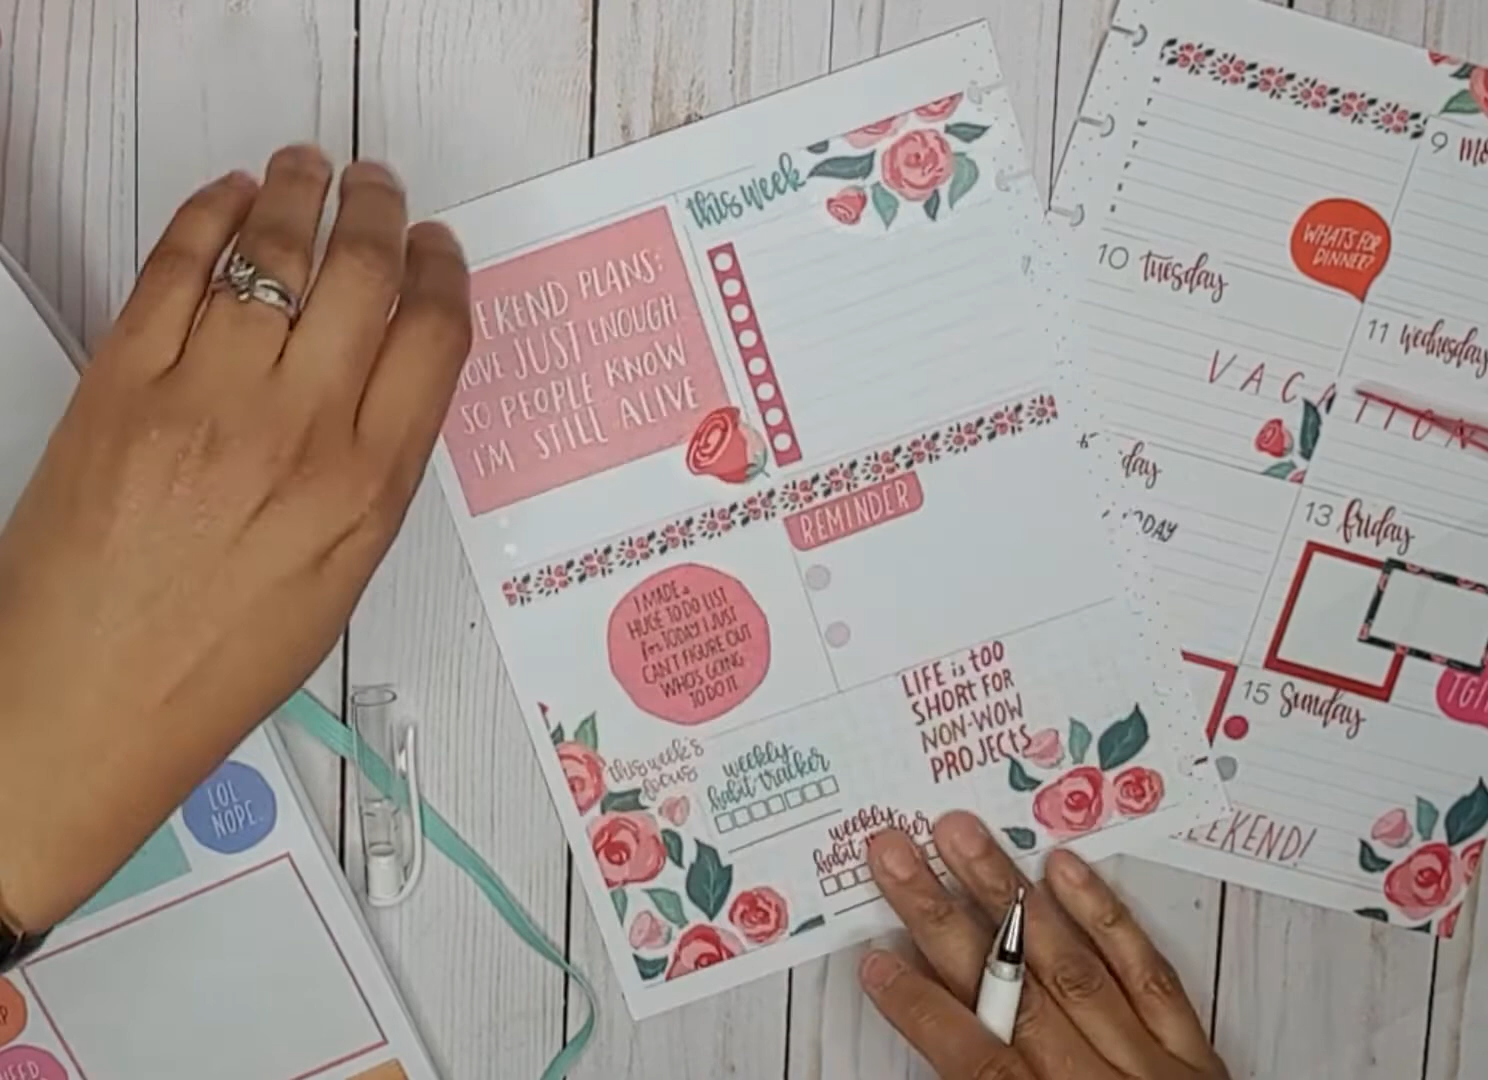 this week
PLANS:
JUST ENOUGH
SO PEOPLE KNOW
I'M STILL ALIVE
REMINDER
I MADE a
HUGE TO DO LIST
for TODAY I JUST
CAN'T FIGURE OUT
WHO'S GOING
TO DO IT
LIFE is TOO
SHORT FOR
NON-WOW
PROJECTS
this week's
focus
weekly
habit tracker
weekly
habit
LOL
NOPE.
M
T
W
T
F
S
S
9
WHAT'S FOR
DINNER?
10 tuesday
11 wednesday
VACATION
13 friday
15 Sunday